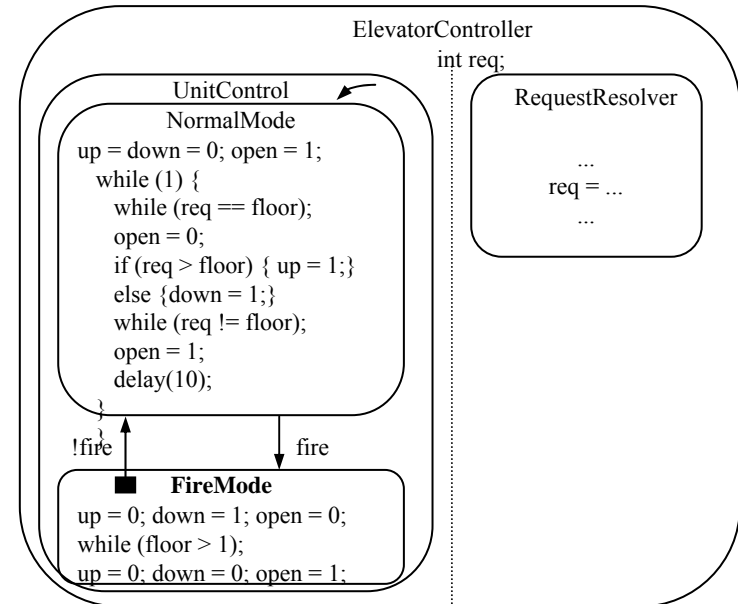 ElevatorController
int req;
UnitControl
NormalMode
up = down = 0; open = 1;
while (1) {
while (req == floor);
open = 0;
if (req > floor) { up = 1;}
else {down = 1;}
while (req != floor);
open = 1;
delay(10);
}
}
!fire
fire
FireMode
up = 0; down = 1; open = 0;
while (floor > 1);
up = 0; down = 0; open = 1;
RequestResolver
...
req = ...
...